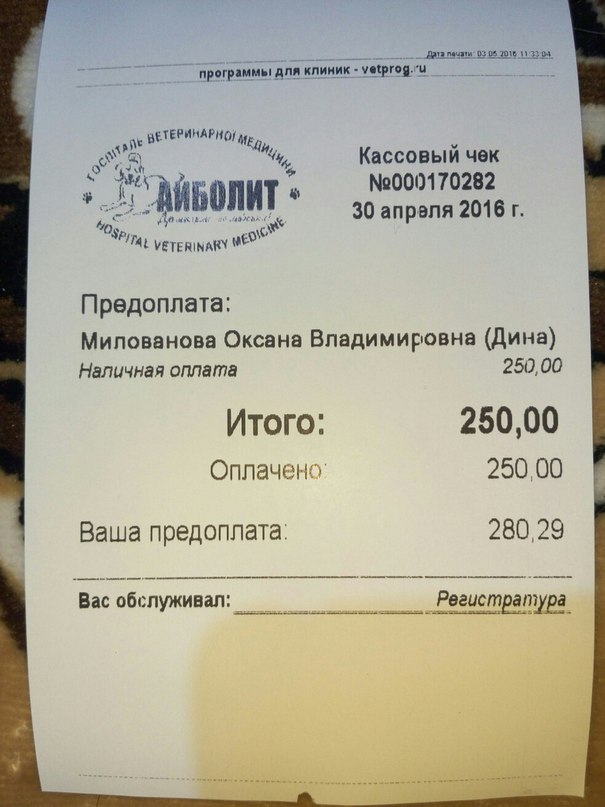 Дата печати: 03.05.2016 11:33:04
программы для клиник - vetprog.ru
ГОСПІТАЛЬ ВЕТЕРИНАРНОЇ МЕДИЦИНИ
АЙБОЛИТ
HOSPITAL VETERINARY MEDICINE
Кассовый чек
№000170282
30 апреля 2016 г.
Предоплата:
Милованова Оксана Владимировна (Дина)
Наличная оплата 250,00
Итого: 250,00
Оплачено: 250,00
Ваша предоплата: 280,29
Вас обслуживал: Регистратура